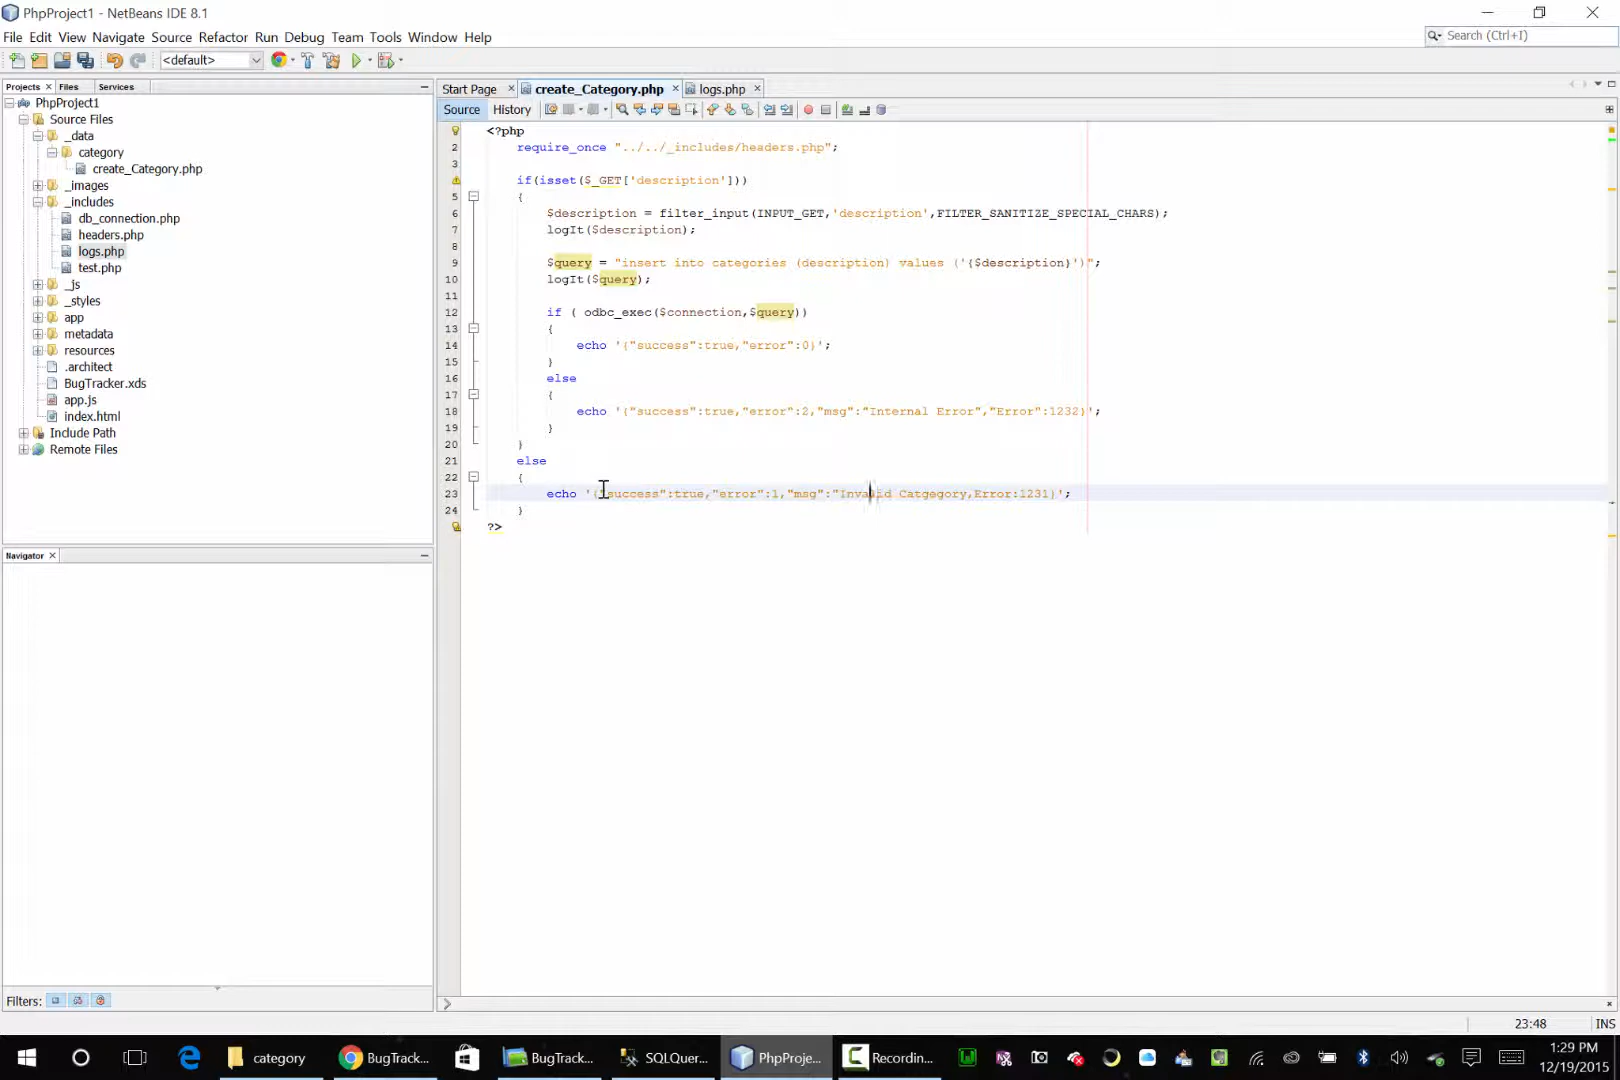 PhpProject1 - NetBeans IDE 8.1
File Edit View Navigate Source Refactor Run Debug Team Tools Window Help
Search (Ctrl+I)
<default>
Projects Files Services
Start Page create_Category.php logs.php
Source History
PhpProject1
Source Files
_data
category
create_Category.php
_images
_includes
db_connection.php
headers.php
logs.php
test.php
_js
_styles
app
metadata
resources
.architect
BugTracker.xds
app.js
index.html
Include Path
Remote Files
<?php
2 require_once "../../_includes/headers.php";
3
if(isset($_GET['description']))
5 {
6 $description = filter_input(INPUT_GET,'description',FILTER_SANITIZE_SPECIAL_CHARS);
7 logIt($description);
8
9 $query = "insert into categories (description) values ('{$description}')";
10 logIt($query);
11
12 if ( odbc_exec($connection,$query))
13 {
14 echo '{"success":true,"error":0}';
15 }
16 else
17 {
18 echo '{"success":true,"error":2,"msg":"Internal Error","Error":1232}';
19 }
20 }
21 else
22 {
23 echo '{"success":true,"error":1,"msg":"Invalid Catgegory,Error:1231}';
24 }
?>
Navigator
Filters:
23:48 INS
category
BugTrack...
BugTrack...
SQLQuer...
PhpProje...
Recordin...
1:29 PM
12/19/2015